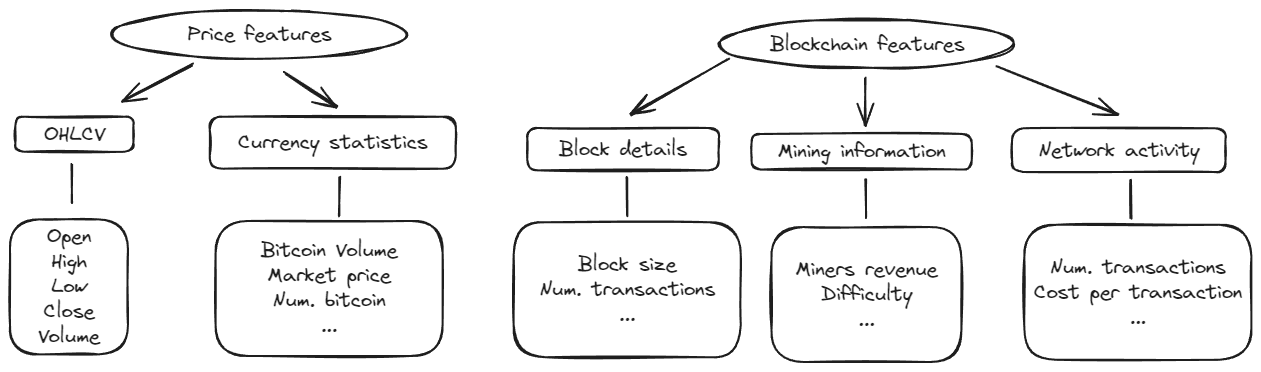 Price features
OHLCV
Currency statistics
Open
High
Low
Close
Volume
Bitcoin Volume
Market price
Num. bitcoin
...
Blockchain features
Block details
Mining information
Network activity
Block size
Num. transactions
...
Miners revenue
Difficulty
...
Num. transactions
Cost per transaction
...